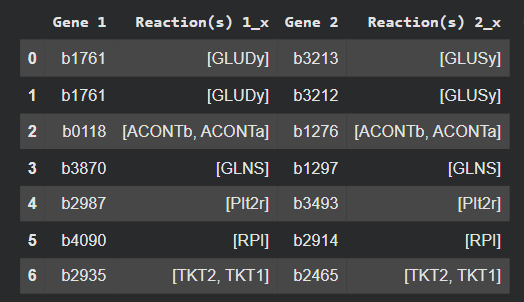 Gene 1 Reaction(s) 1_x Gene 2 Reaction(s) 2_x
0 b1761 [GLUDy] b3213 [GLUSy]
1 b1761 [GLUDy] b3212 [GLUSy]
2 b0118 [ACONTb, ACONTa] b1276 [ACONTb, ACONTa]
3 b3870 [GLNS] b1297 [GLNS]
4 b2987 [PIt2r] b3493 [PIt2r]
5 b4090 [RPI] b2914 [RPI]
6 b2935 [TKT2, TKT1] b2465 [TKT2, TKT1]